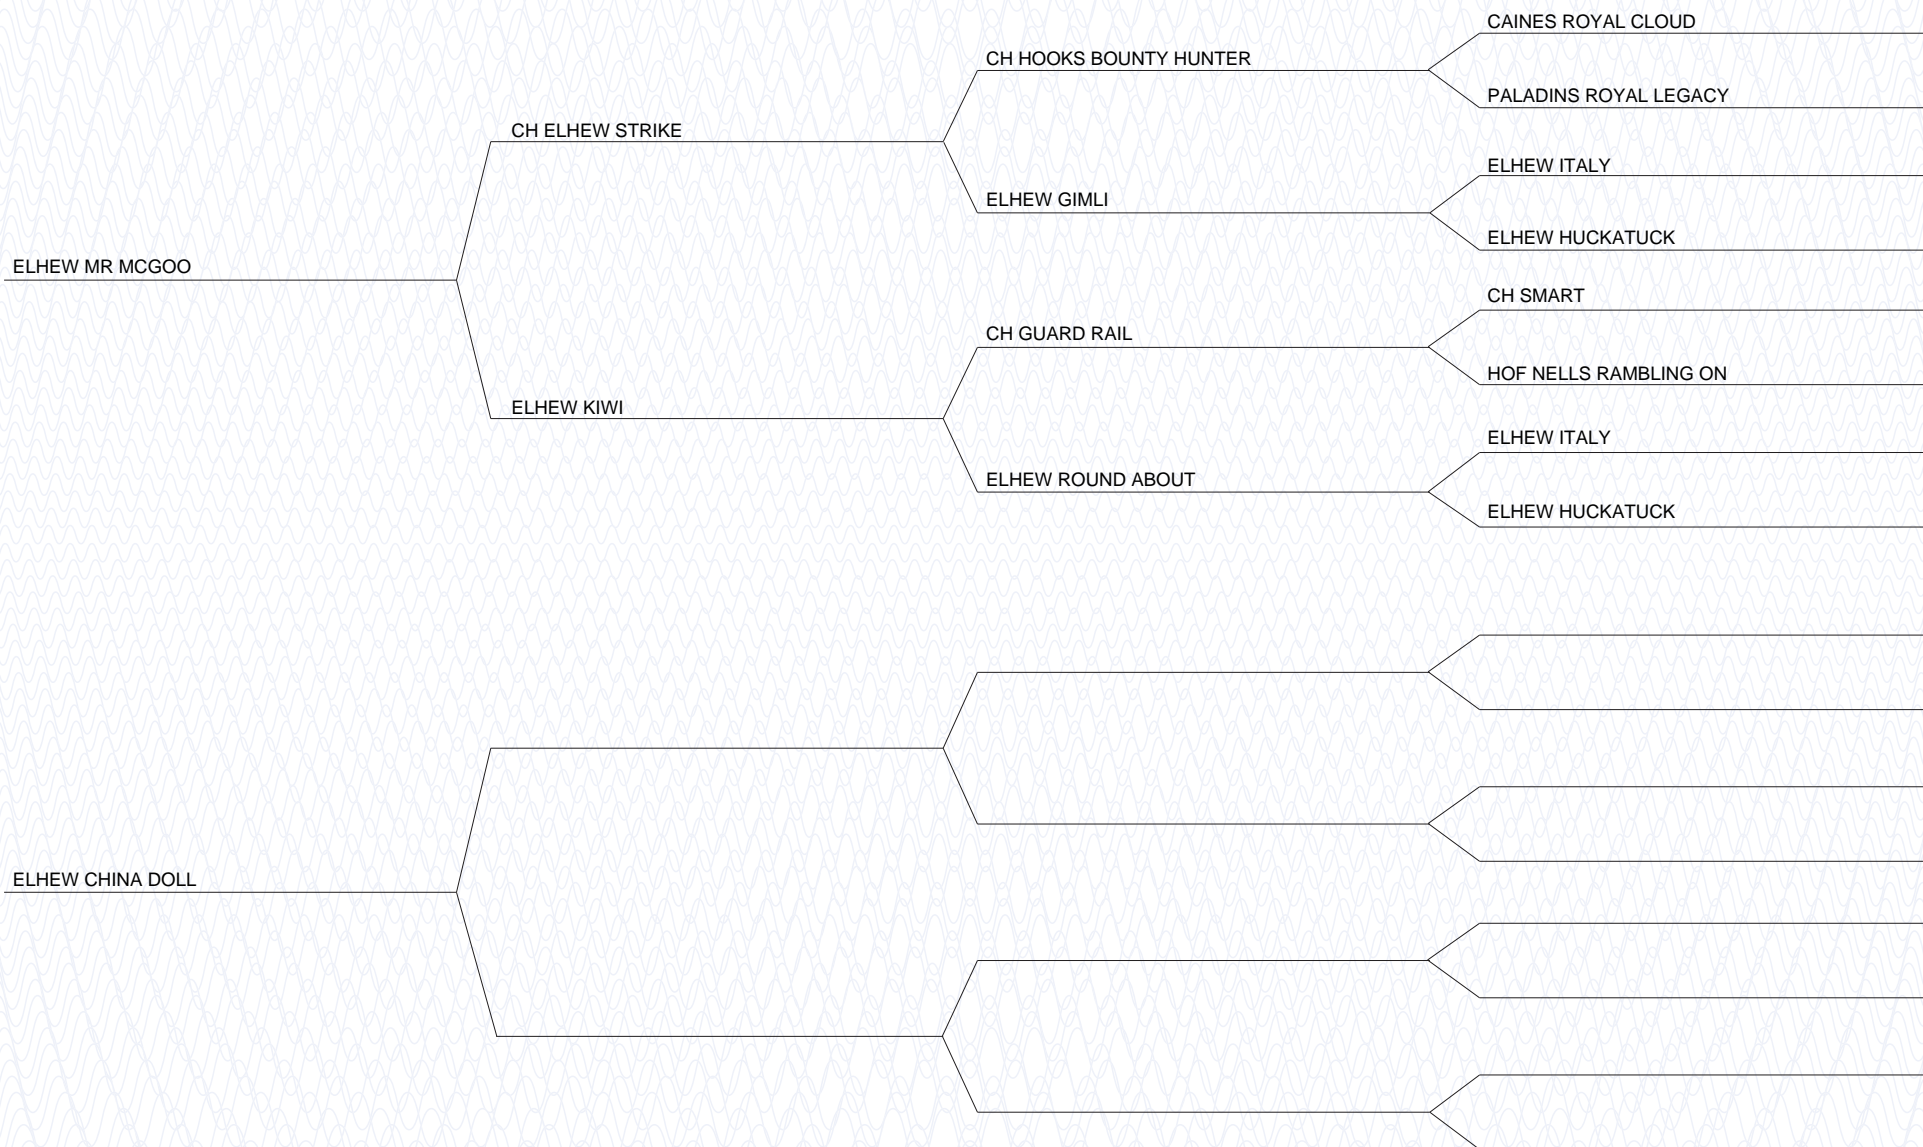 CAINES ROYAL CLOUD
CH HOOKS BOUNTY HUNTER
PALADINS ROYAL LEGACY
CH ELHEW STRIKE
ELHEW ITALY
ELHEW GIMLI
ELHEW HUCKATUCK
ELHEW MR MCGOO
CH SMART
CH GUARD RAIL
HOF NELLS RAMBLING ON
ELHEW KIWI
ELHEW ITALY
ELHEW ROUND ABOUT
ELHEW HUCKATUCK
ELHEW CHINA DOLL